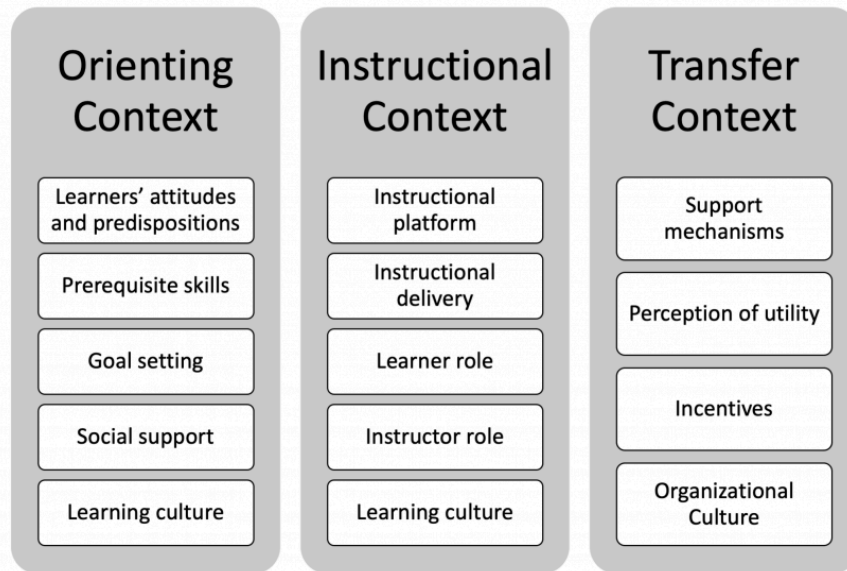 Orienting
Context
Learners’ attitudes
and predispositions
Prerequisite skills
Goal setting
Social support
Learning culture
Instructional
Context
Instructional
platform
Instructional
delivery
Learner role
Instructor role
Learning culture
Transfer
Context
Support
mechanisms
Perception of utility
Incentives
Organizational
Culture